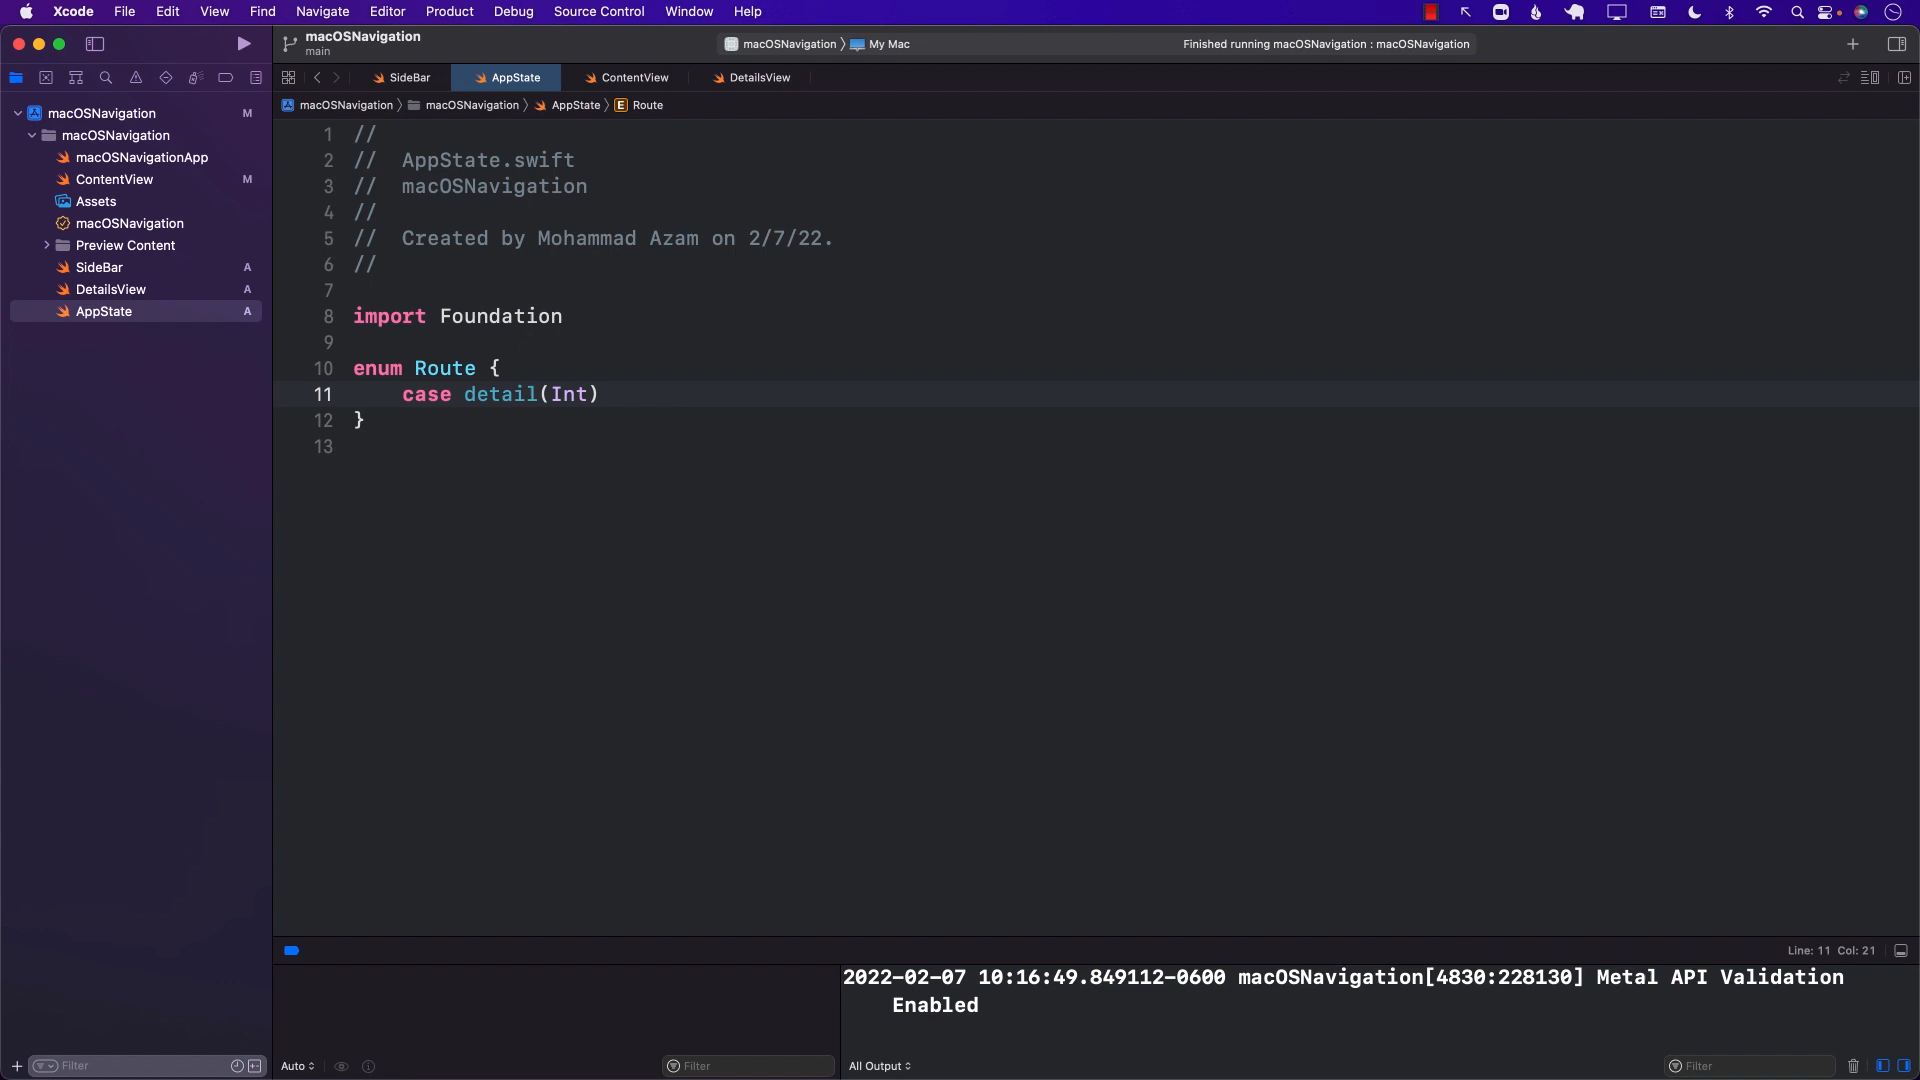 Xcode File Edit View Find Navigate Editor Product Debug Source Control Window Help
macOSNavigation
main
macOSNavigation My Mac
Finished running macOSNavigation : macOSNavigation
SideBar AppState ContentView DetailsView
macOSNavigation macOSNavigation AppState E Route
macOSNavigation M
macOSNavigation
macOSNavigationApp
ContentView M
Assets
macOSNavigation
Preview Content
SideBar A
DetailsView A
AppState A
1 //
2 //  AppState.swift
3 //  macOSNavigation
4 //
5 //  Created by Mohammad Azam on 2/7/22.
6 //
7
8 import Foundation
9
10 enum Route {
11     case detail(Int)
12 }
13
Line: 11 Col: 21
2022-02-07 10:16:49.849112-0600 macOSNavigation[4830:228130] Metal API Validation
Enabled
Filter
Auto
Filter
All Output
Filter